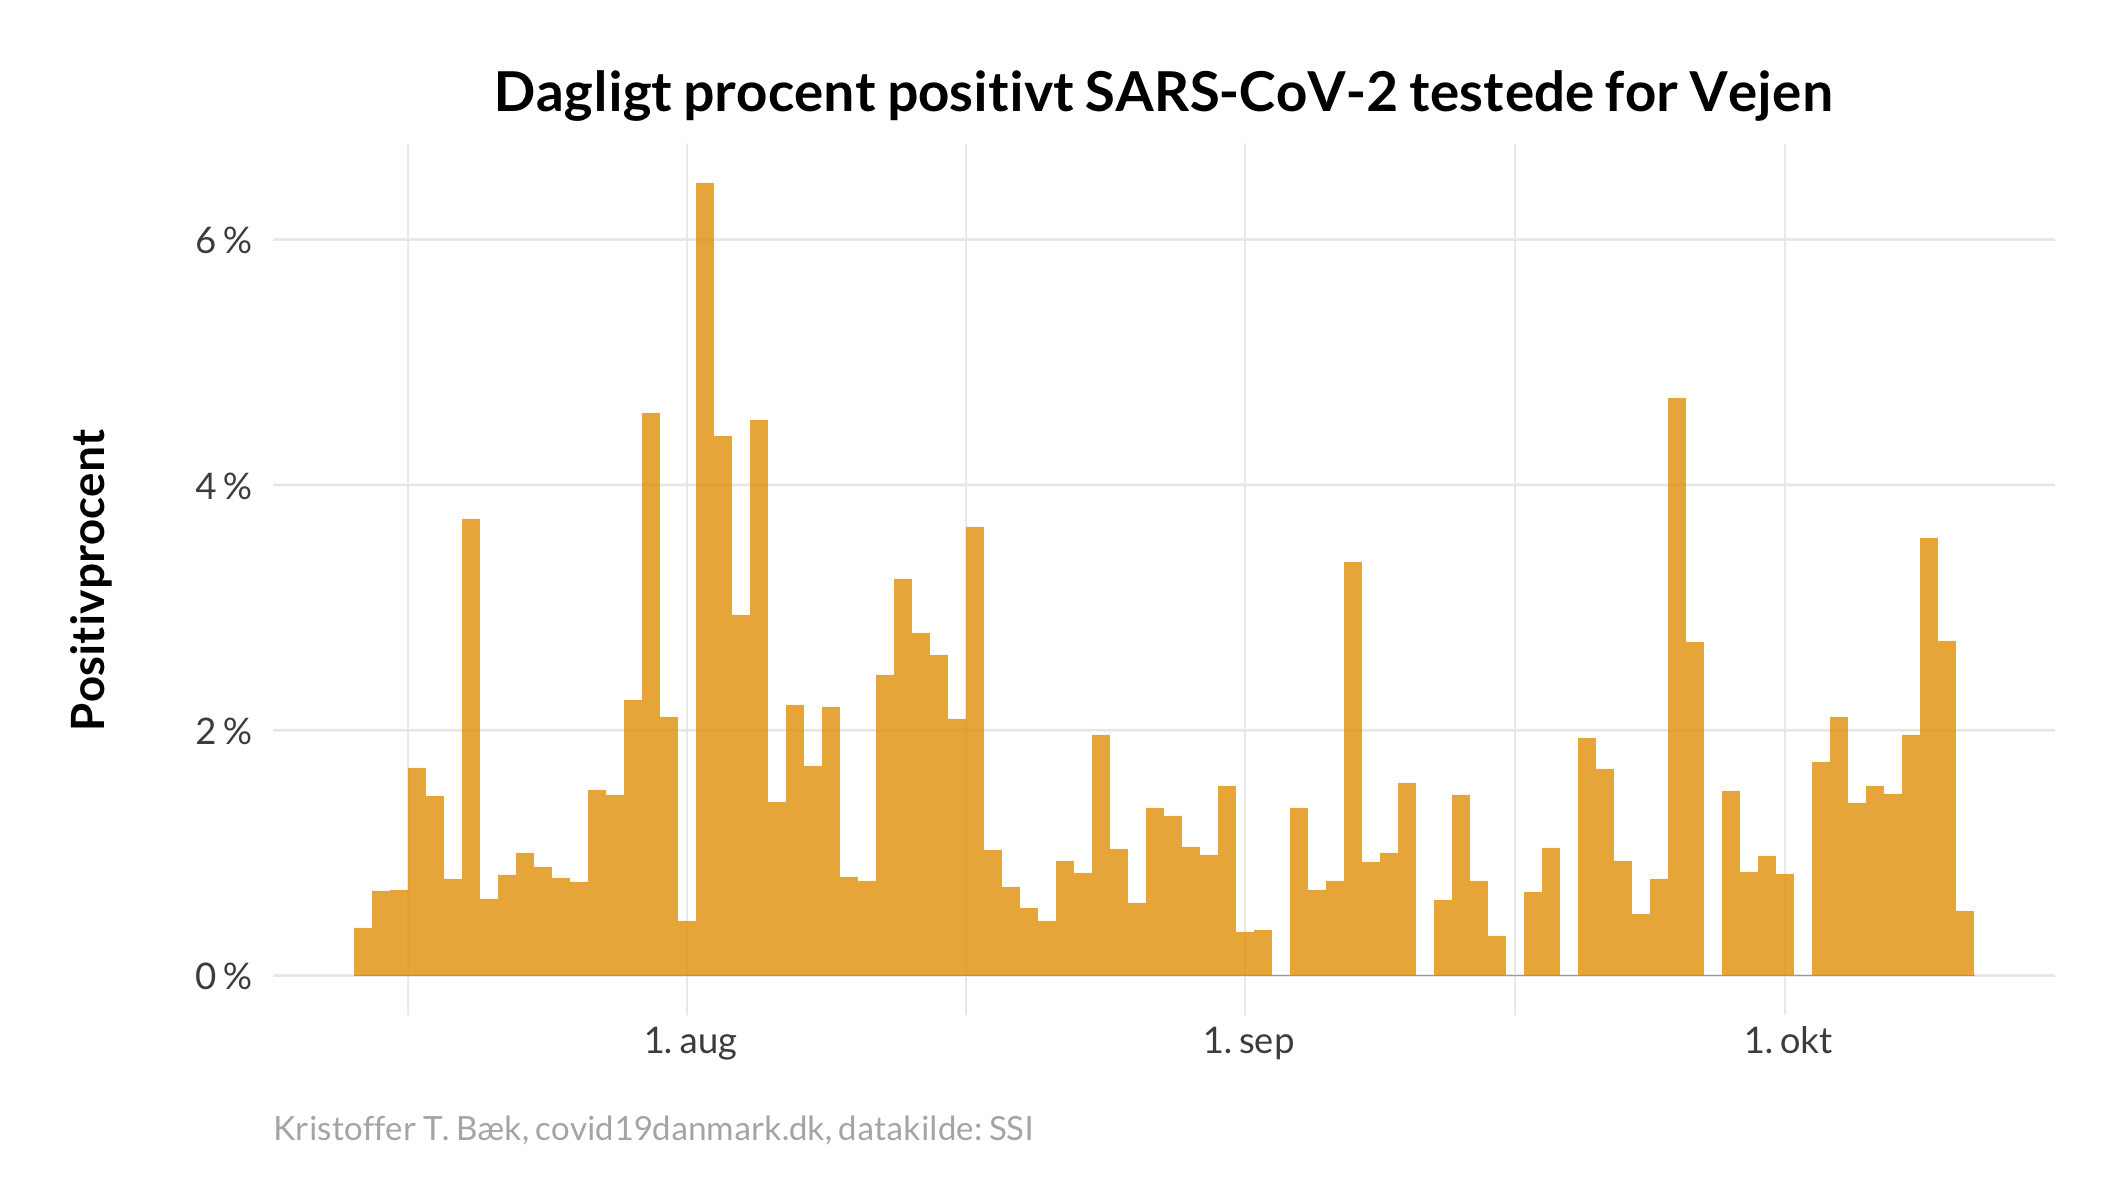 Dagligt procent positivt SARS-CoV-2 testede for Vejen
Positivprocent
6 %
4 %
2 %
0 %
1. aug
1. sep
1. okt
Kristoffer T. Bæk, covid19danmark.dk, datakilde: SSI